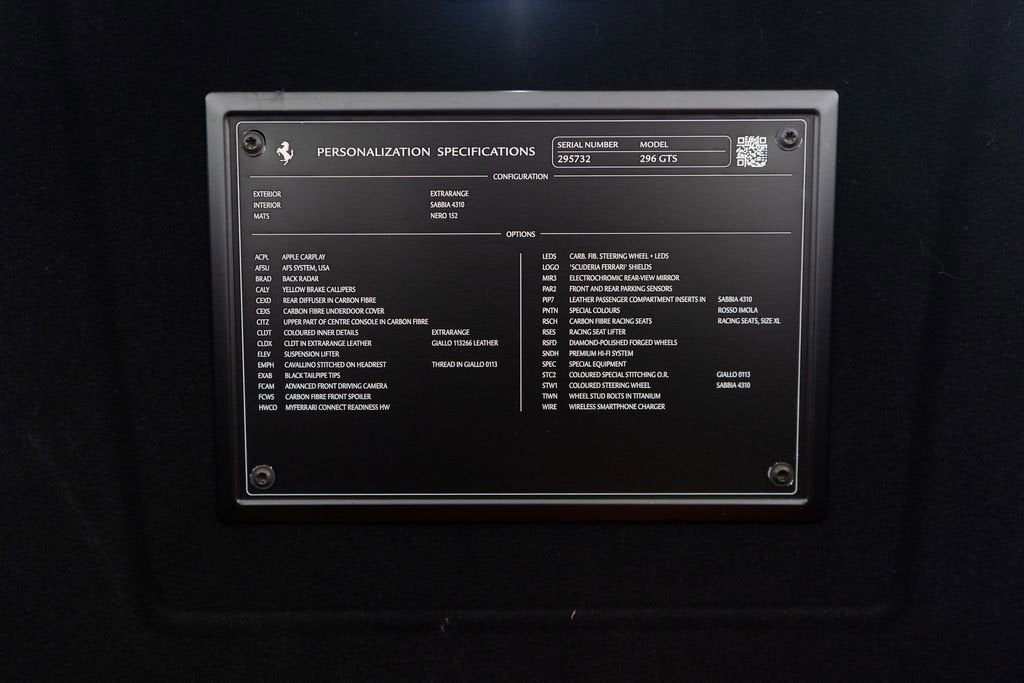 PERSONALIZATION SPECIFICATIONS
SERIAL NUMBER MODEL
295732 296 GTS
CONFIGURATION
EXTERIOR EXTRARANGE
INTERIOR SABBIA 4310
MATS NERO 152
OPTIONS
ACPL APPLE CARPLAY
AFSU AFS SYSTEM, USA
BRAD BACK RADAR
CALY YELLOW BRAKE CALLIPERS
CEXD REAR DIFFUSER IN CARBON FIBRE
CEXS CARBON FIBRE UNDERDOOR COVER
CITZ UPPER PART OF CENTRE CONSOLE IN CARBON FIBRE
CLDT COLOURED INNER DETAILS EXTRARANGE
CLDX CLDT IN EXTRARANGE LEATHER GIALLO 113266 LEATHER
ELEV SUSPENSION LIFTER
EMPH CAVALLINO STITCHED ON HEADREST THREAD IN GIALLO 0113
EXAB BLACK TAILPIPE TIPS
FCAM ADVANCED FRONT DRIVING CAMERA
FCWS CARBON FIBRE FRONT SPOILER
HWCO MYFERRARI CONNECT READINESS HW
LEDS CARB. FIB. STEERING WHEEL + LEDS
LOGO 'SCUDERIA FERRARI' SHIELDS
MIR3 ELECTROCHROMIC REAR-VIEW MIRROR
PAR2 FRONT AND REAR PARKING SENSORS
PIP7 LEATHER PASSENGER COMPARTMENT INSERTS IN SABBIA 4310
PNTN SPECIAL COLOURS ROSSO IMOLA
RSCH CARBON FIBRE RACING SEATS RACING SEATS, SIZE XL
RSES RACING SEAT LIFTER
RSFD DIAMOND-POLISHED FORGED WHEELS
SNDH PREMIUM HI-FI SYSTEM
SPEC SPECIAL EQUIPMENT
STC2 COLOURED SPECIAL STITCHING O.R. GIALLO 0113
STW1 COLOURED STEERING WHEEL SABBIA 4310
TIWN WHEEL STUD BOLTS IN TITANIUM
WIRE WIRELESS SMARTPHONE CHARGER